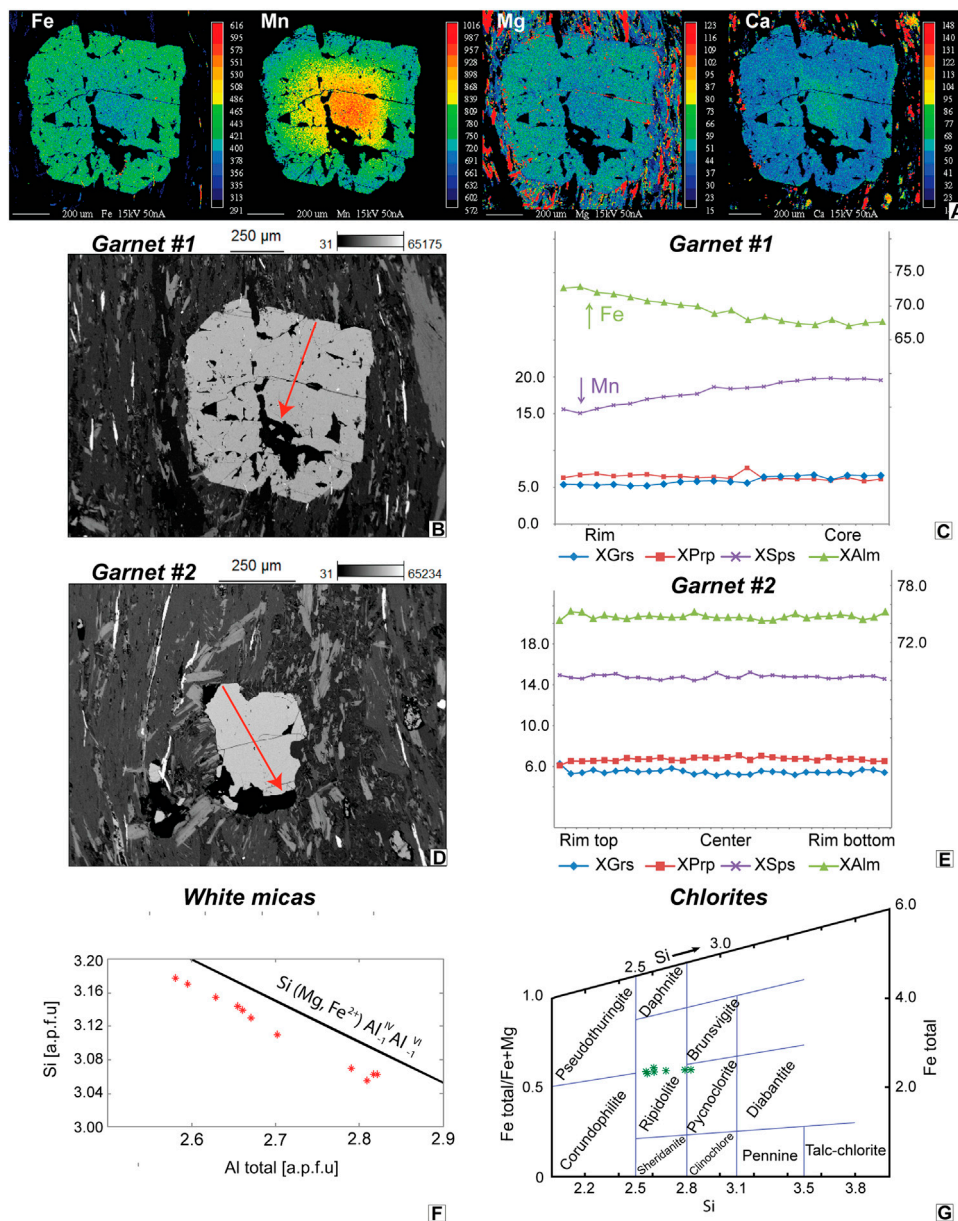 Fe
Mn
Mg
Ca
616
595
573
552
530
508
486
465
443
421
400
378
356
335
313
291
1016
986
957
927
898
868
839
809
780
750
720
691
661
632
602
572
123
116
109
102
95
87
80
73
66
59
51
44
37
30
23
15
148
140
131
122
113
104
95
86
77
68
59
50
41
32
23
200 um Fe 15kV 50nA
200 um Mn 15kV 50nA
200 um Mg 15kV 50nA
200 um Ca 15kV 50nA
A
Garnet #1
250 µm
31
65175
B
Garnet #1
75.0
70.0
65.0
Fe
20.0
Mn
15.0
5.0
0.0
Rim
Core
XGrs XPrp XSps XAlm
C
Garnet #2
250 µm
31
65234
D
Garnet #2
78.0
72.0
18.0
14.0
10.0
6.0
Rim top
Center
Rim bottom
XGrs XPrp XSps XAlm
E
White micas
3.20
3.16
3.12
3.08
3.04
3.00
Si [a.p.f.u]
Si (Mg, Fe²⁺) Al₋₁ᴵⱽ Al₋₁ⱽᴵ
2.6 2.7 2.8 2.9
Al total [a.p.f.u]
F
Chlorites
6.0
4.0
2.0
Fe total
Si
2.5
3.0
1.0
0.5
0
Fe total/Fe+Mg
Pseudothuringite
Daphnite
Brunsvigite
Corundophilite
Ripidolite
Pycnoclorite
Diabantite
Sheridanite
Clinochlore
Pennine
Talc-chlorite
2.2 2.5 2.8 3.1 3.5 3.8
Si
G